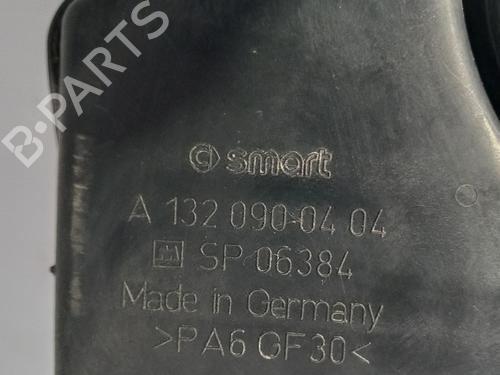 B-PARTS
smart
A 132 090 04 04
SP 06384
Made in Germany
>PA6 GF30<